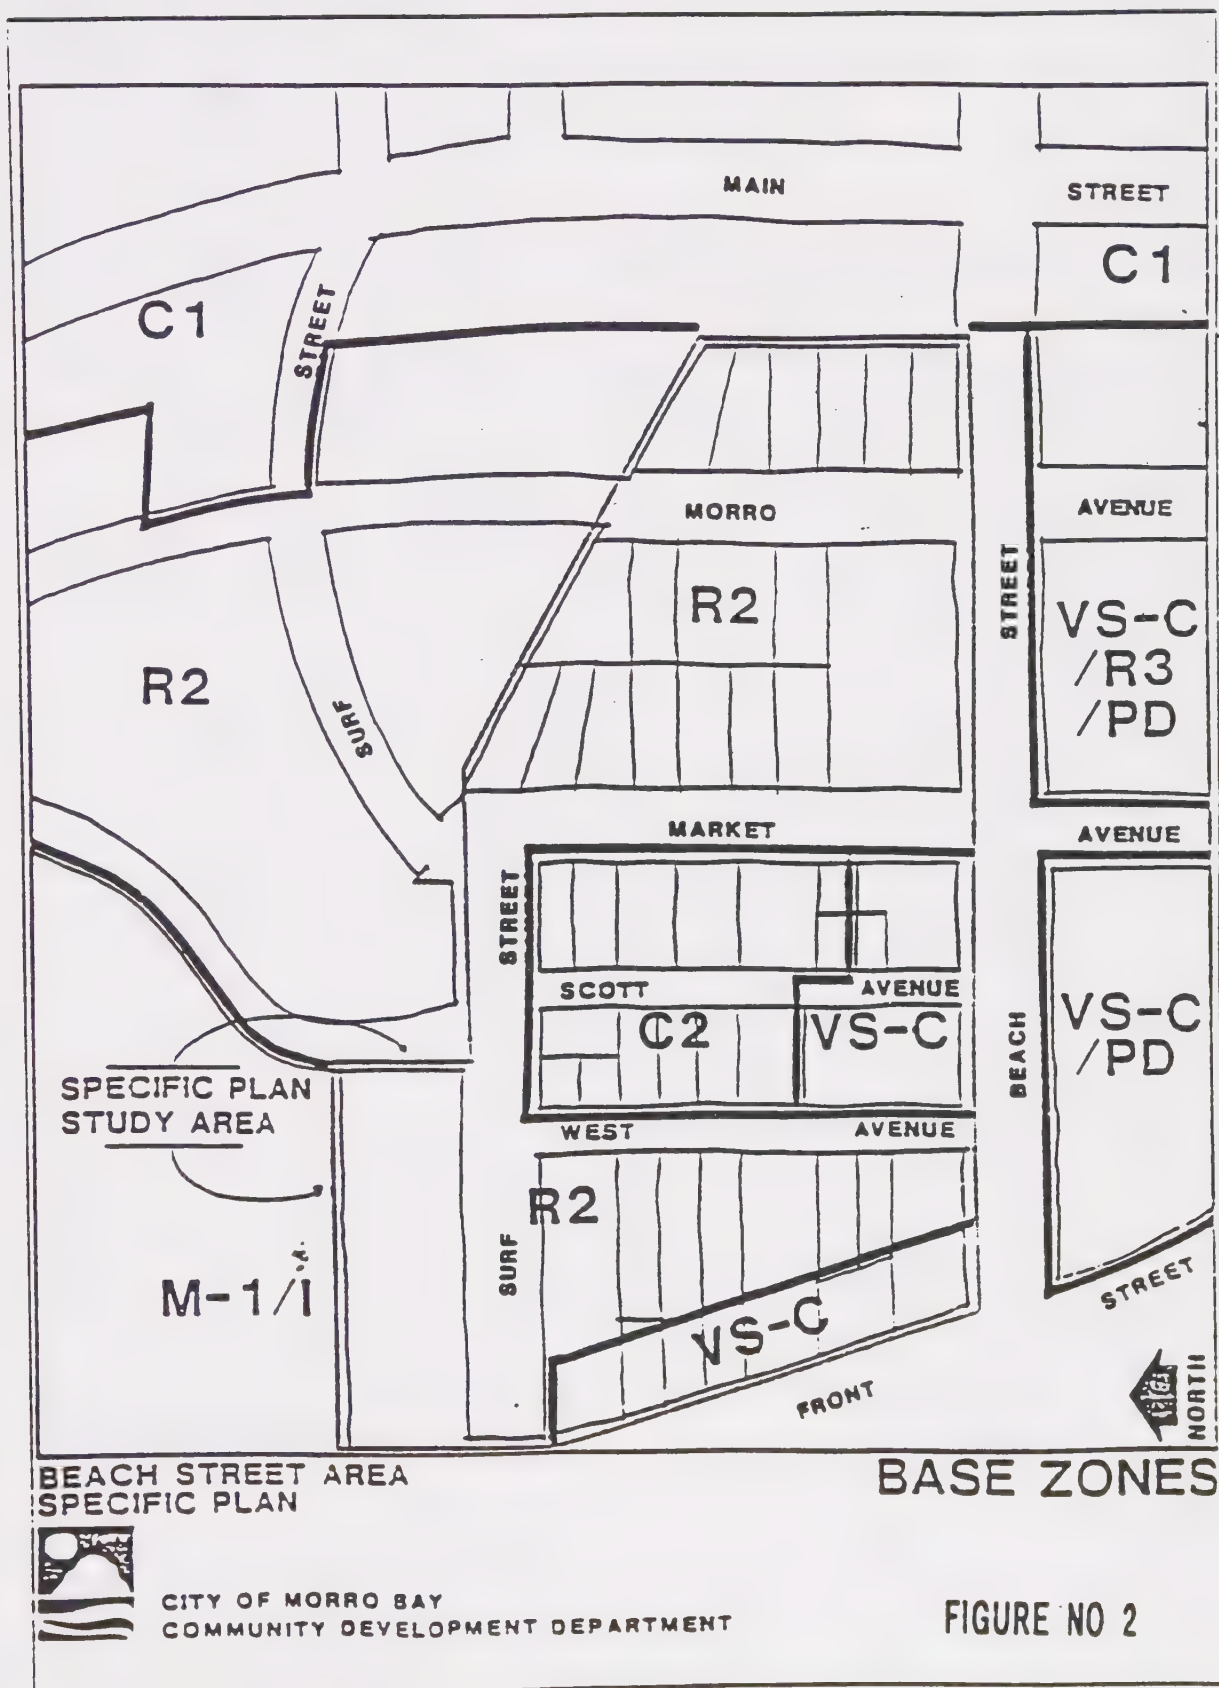 MAIN
STREET
C1
C1
STREET
MORRO
AVENUE
STREET
R2
VS-C
/R3
/PD
R2
SURF
MARKET
AVENUE
STREET
SCOTT
AVENUE
C2
VS-C
BEACH
VS-C
/PD
SPECIFIC PLAN
STUDY AREA
WEST
AVENUE
R2
SURF
M-1/I
STREET
VS-C
FRONT
NORTH
BEACH STREET AREA
SPECIFIC PLAN
BASE ZONES
CITY OF MORRO BAY
COMMUNITY DEVELOPMENT DEPARTMENT
FIGURE NO 2